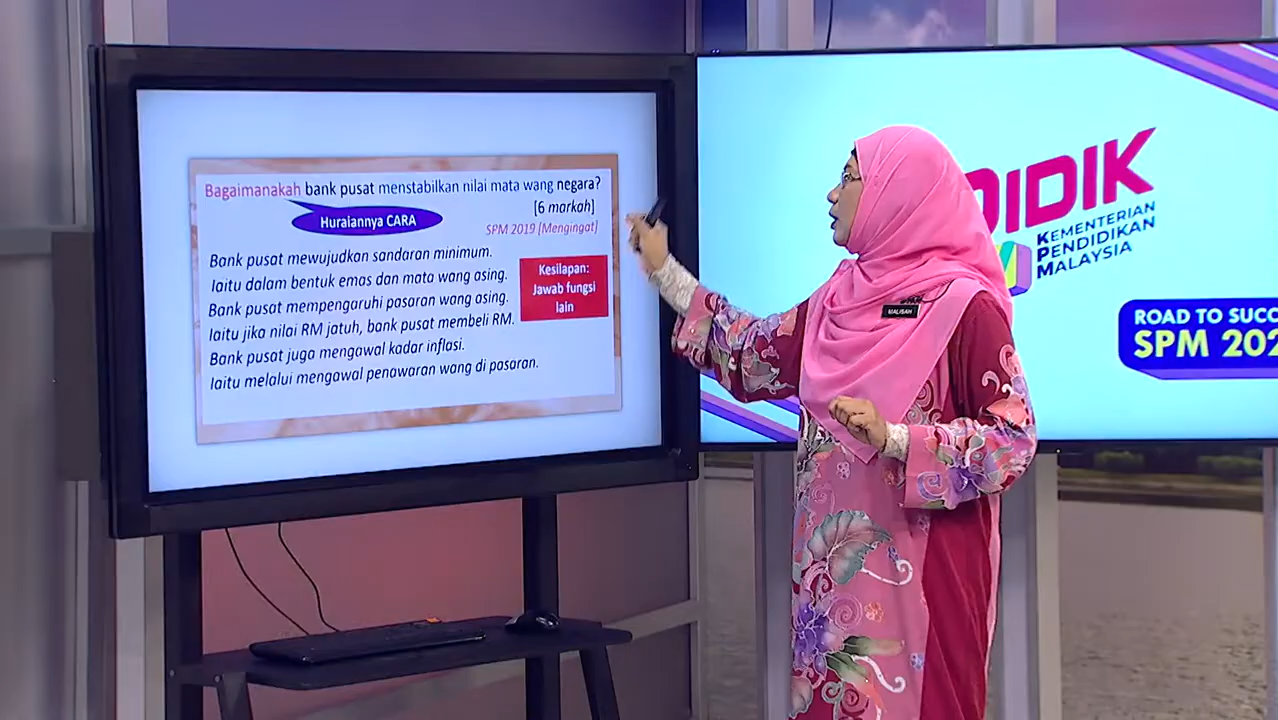 Bagaimanakah bank pusat menstabilkan nilai mata wang negara?
[6 markah]
Huraiannya CARA
SPM 2019 [Mengingat]
Bank pusat mewujudkan sandaran minimum.
Iaitu dalam bentuk emas dan mata wang asing.
Bank pusat mempengaruhi pasaran wang asing.
Iaitu jika nilai RM jatuh, bank pusat membeli RM.
Bank pusat juga mengawal kadar inflasi.
Iaitu melalui mengawal penawaran wang di pasaran.
Kesilapan:
Jawab fungsi
lain
DIDIK
KEMENTERIAN
PENDIDIKAN
MALAYSIA
MALISAH
ROAD TO SUCC
SPM 202